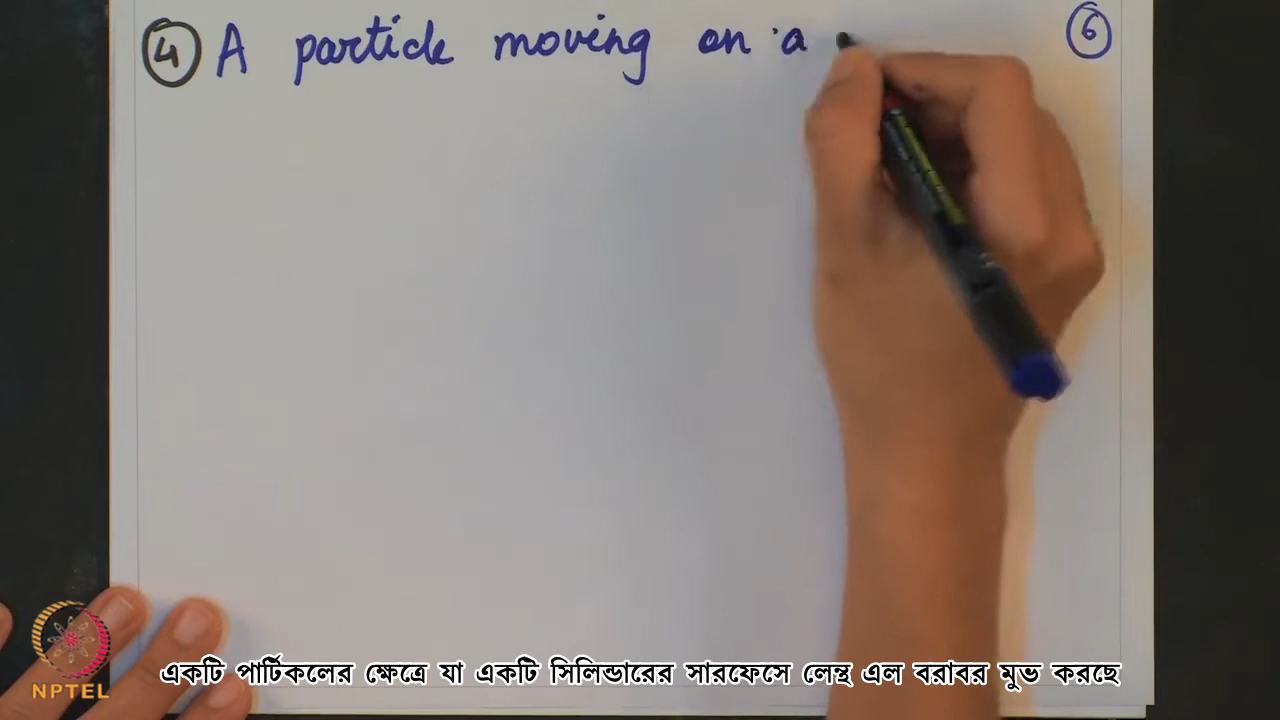 ④ A particle moving on a
⑥
NPTEL
একটি পার্টিকলের ক্ষেত্রে যা একটি সিলিন্ডারের সারফেসে লেন্থ এল বরাবর মুভ করছে